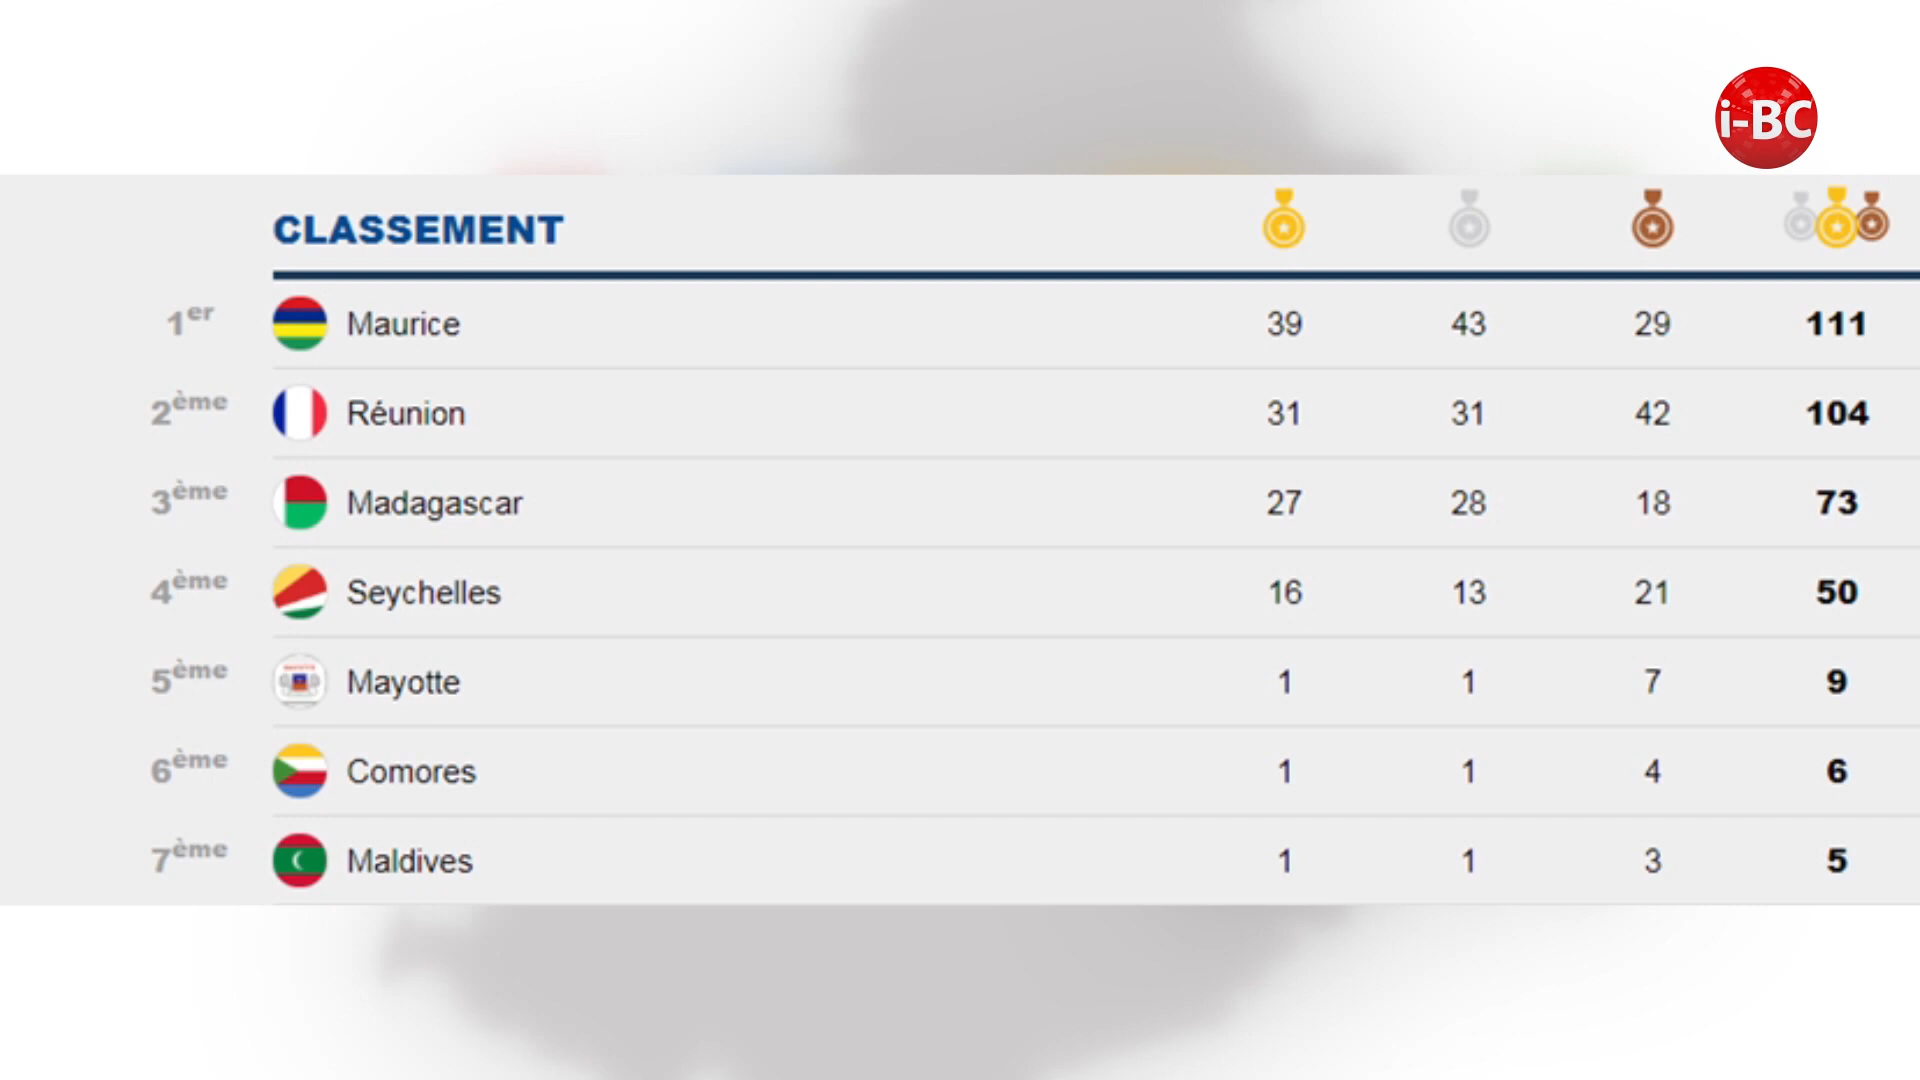 i-BC
CLASSEMENT
1er Maurice 39 43 29 111
2ème Réunion 31 31 42 104
3ème Madagascar 27 28 18 73
4ème Seychelles 16 13 21 50
5ème Mayotte 1 1 7 9
6ème Comores 1 1 4 6
7ème Maldives 1 1 3 5